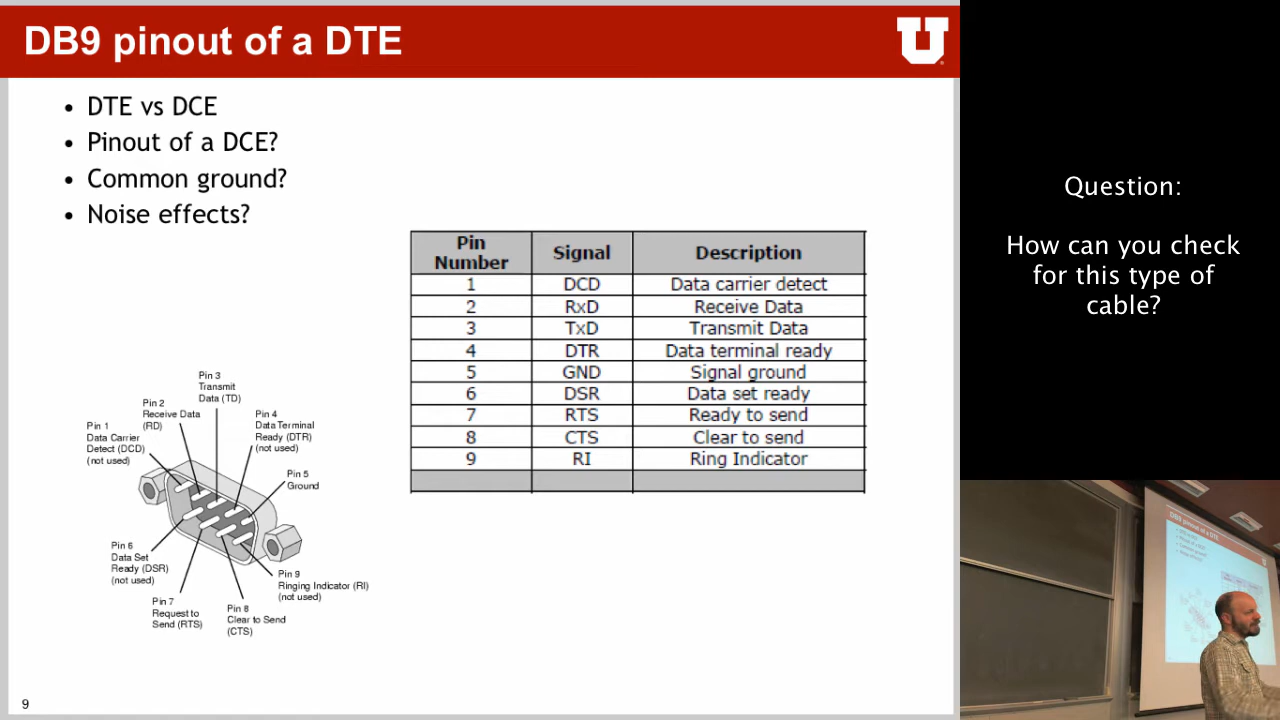 DB9 pinout of a DTE
U
• DTE vs DCE
• Pinout of a DCE?
• Common ground?
• Noise effects?
Pin Number Signal Description
1 DCD Data carrier detect
2 RxD Receive Data
3 TxD Transmit Data
4 DTR Data terminal ready
5 GND Signal ground
6 DSR Data set ready
7 RTS Ready to send
8 CTS Clear to send
9 RI Ring Indicator
Pin 1
Data Carrier
Detect (DCD)
(not used)
Pin 2
Receive Data
(RD)
Pin 3
Transmit
Data (TD)
Pin 4
Data Terminal
Ready (DTR)
(not used)
Pin 5
Ground
Pin 6
Data Set
Ready (DSR)
(not used)
Pin 7
Request to
Send (RTS)
Pin 8
Clear to Send
(CTS)
Pin 9
Ringing Indicator (RI)
(not used)
9
Question:
How can you check
for this type of
cable?
DB9 pinout of a DTE